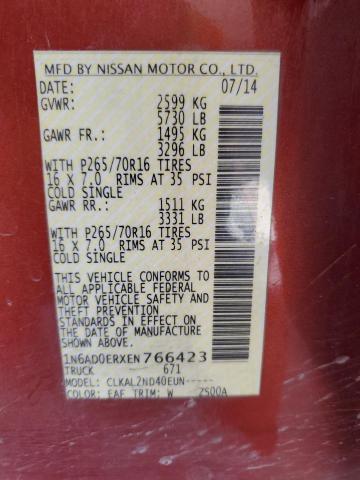 MFD BY NISSAN MOTOR CO., LTD.
DATE: 07/14
GVWR: 2599 KG
5730 LB
GAWR FR.: 1495 KG
3296 LB
WITH P265/70R16 TIRES
16 X 7.0 RIMS AT 35 PSI
COLD SINGLE
GAWR RR.: 1511 KG
3331 LB
WITH P265/70R16 TIRES
16 X 7.0 RIMS AT 35 PSI
COLD SINGLE
THIS VEHICLE CONFORMS TO
ALL APPLICABLE FEDERAL
MOTOR VEHICLE SAFETY AND
THEFT PREVENTION
STANDARDS IN EFFECT ON
THE DATE OF MANUFACTURE
SHOWN ABOVE.
1N6AD0ERXEN766423
TRUCK 671
MODEL: CLKAL2ND40EUN-----
COLOR: EAF TRIM: W 2S00A